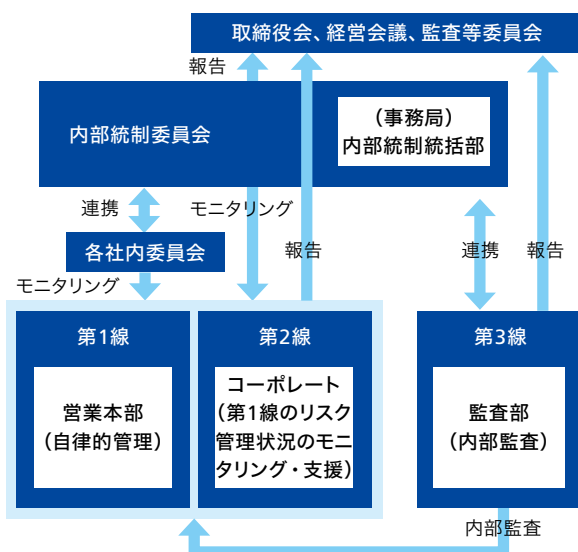 取締役会、経営会議、監査等委員会
報告
内部統制委員会
（事務局）
内部統制統括部
連携
モニタリング
各社内委員会
報告
連携
報告
モニタリング
第1線
第2線
第3線
営業本部
（自律的管理）
コーポレート
（第1線のリスク
管理状況のモニ
タリング・支援）
監査部
（内部監査）
内部監査